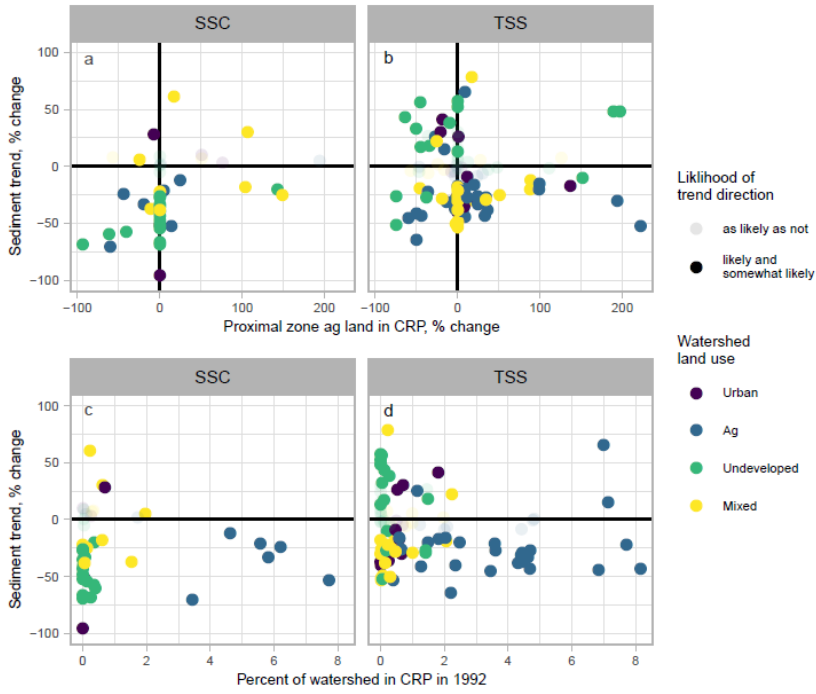 SSC
TSS
a
b
Sediment trend, % change
100
50
0
−50
−100
−100
0
100
200
−100
0
100
200
Proximal zone ag land in CRP, % change
SSC
TSS
c
d
Sediment trend, % change
100
50
0
−50
−100
0
2
4
6
8
0
2
4
6
8
Percent of watershed in CRP in 1992
Liklihood of
trend direction
as likely as not
likely and
somewhat likely
Watershed
land use
Urban
Ag
Undeveloped
Mixed